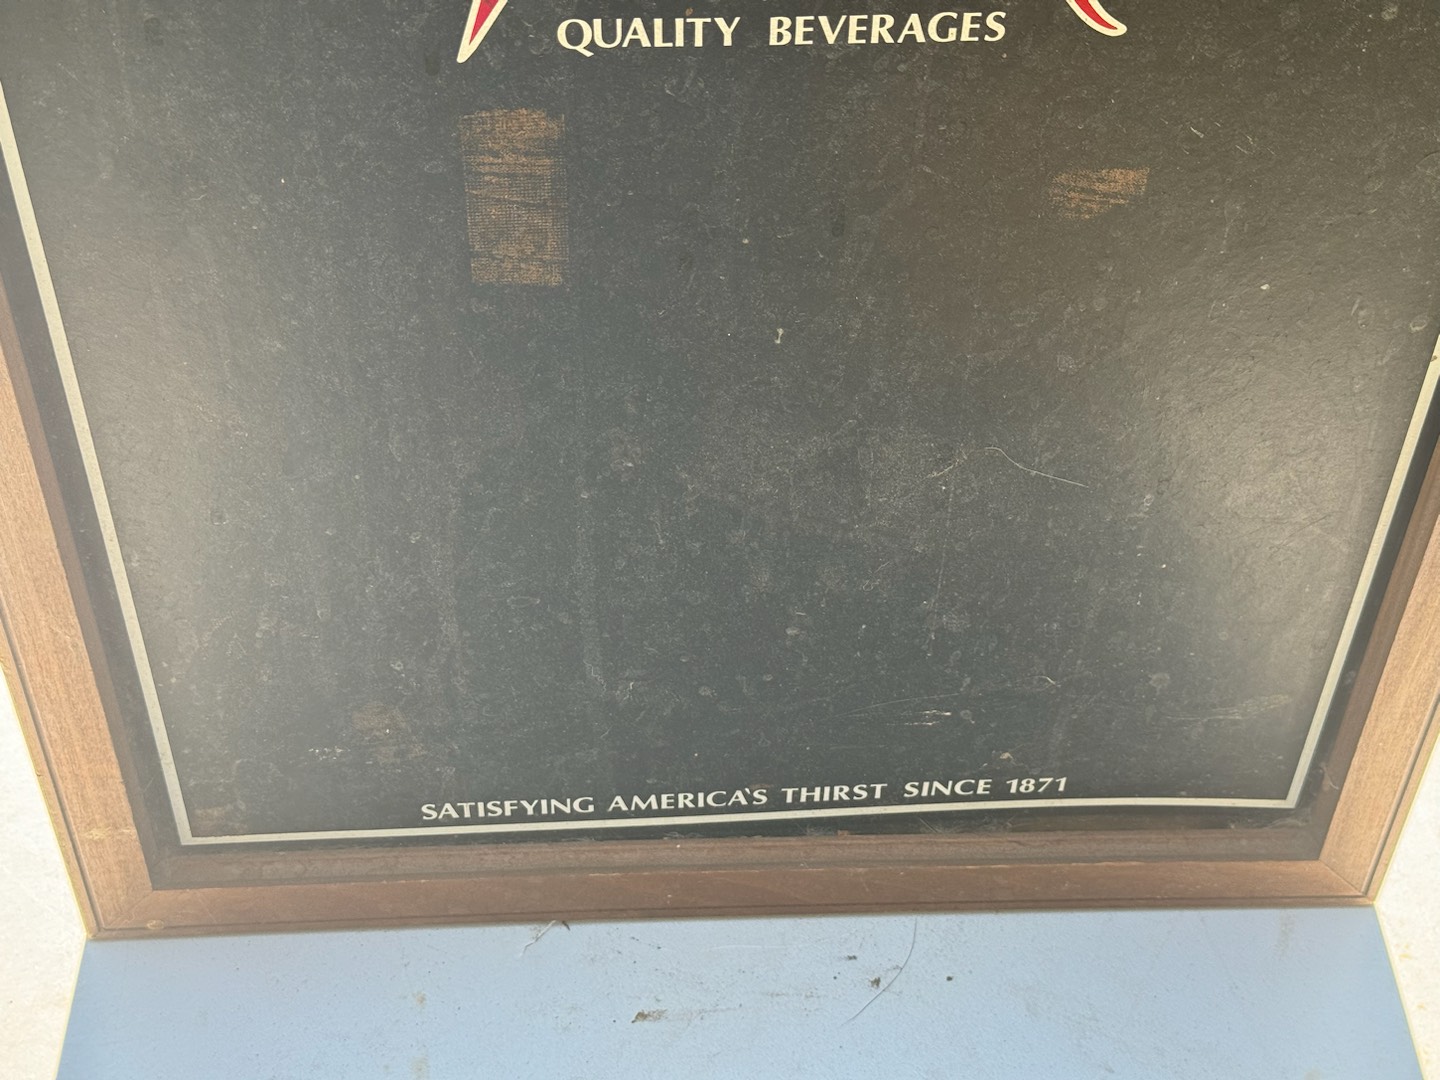 QUALITY BEVERAGES
SATISFYING AMERICA'S THIRST SINCE 1871